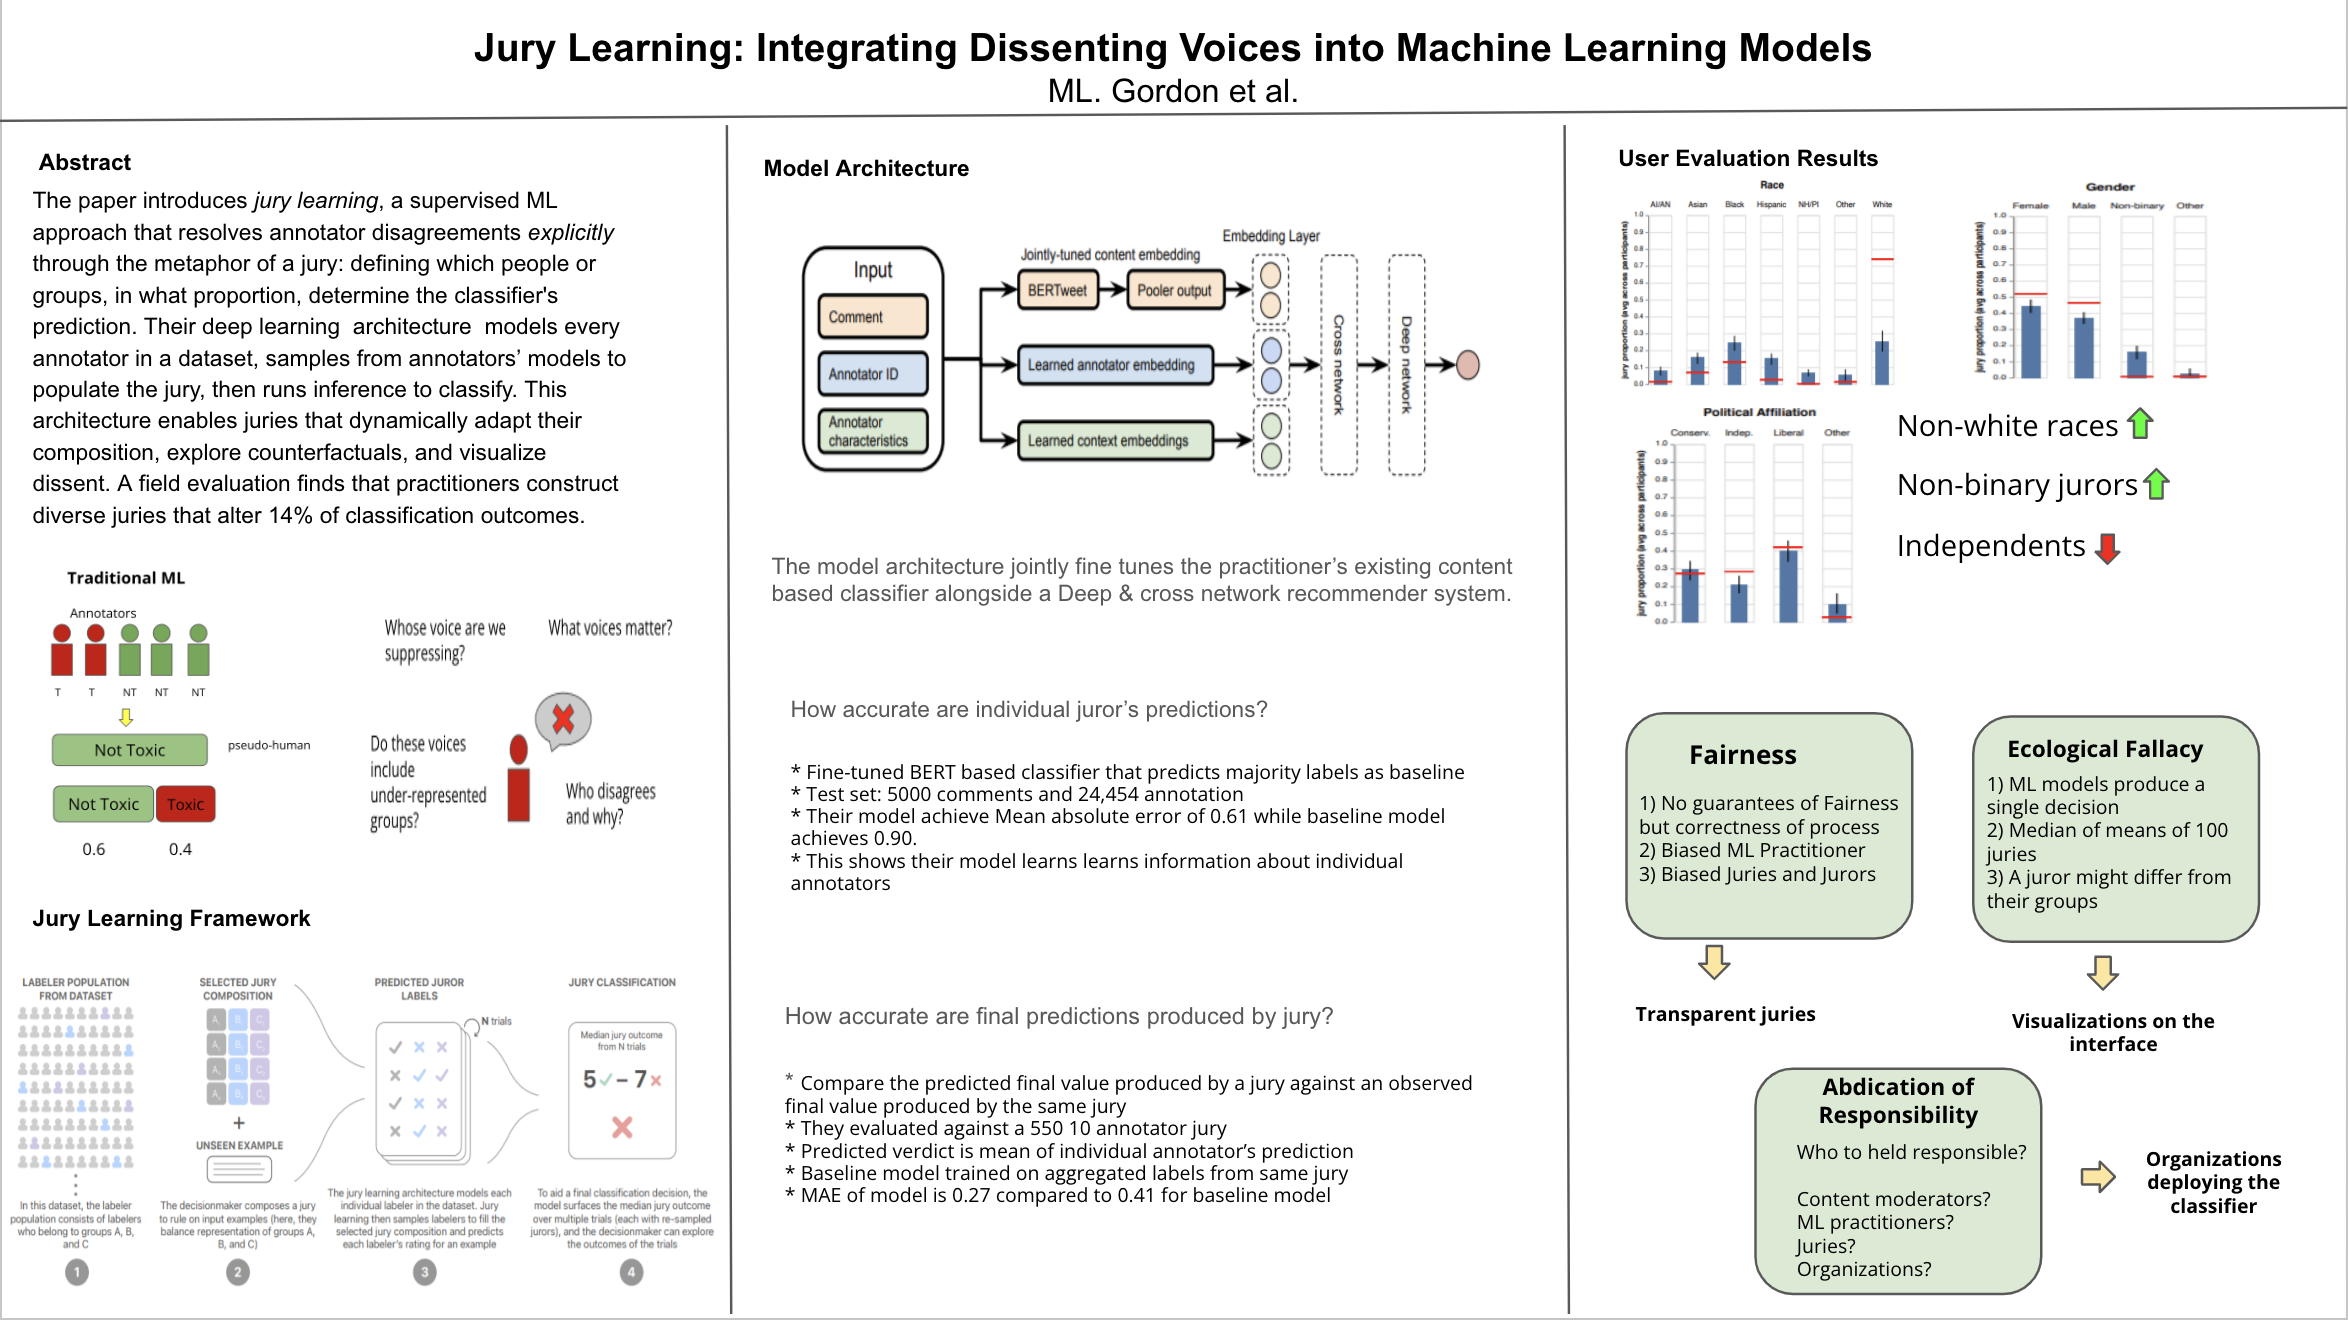 Jury Learning: Integrating Dissenting Voices into Machine Learning Models
ML. Gordon et al.
Abstract
The paper introduces jury learning, a supervised ML
approach that resolves annotator disagreements explicitly
through the metaphor of a jury: defining which people or
groups, in what proportion, determine the classifier's
prediction. Their deep learning architecture models every
annotator in a dataset, samples from annotators' models to
populate the jury, then runs inference to classify. This
architecture enables juries that dynamically adapt their
composition, explore counterfactuals, and visualize
dissent. A field evaluation finds that practitioners construct
diverse juries that alter 14% of classification outcomes.
Traditional ML
Annotators
T T NT NT NT
Not Toxic
pseudo-human
Not Toxic Toxic
0.6 0.4
Whose voice are we
suppressing?
What voices matter?
Do these voices
include
under-represented
groups?
Who disagrees
and why?
Jury Learning Framework
LABELER POPULATION
FROM DATASET
In this dataset, the labeler
population consists of labelers
who belong to groups A, B,
and C
1
SELECTED JURY
COMPOSITION
A B C
A B C
A B C
A B C
+
UNSEEN EXAMPLE
The decisionmaker composes a jury
to rule on input examples (here, they
balance representation of groups A,
B, and C)
2
PREDICTED JUROR
LABELS
N trials
The jury learning architecture models each
individual labeler in the dataset. Jury
learning then samples labelers to fill the
selected jury composition and predicts
each labeler's rating for an example
3
JURY CLASSIFICATION
Median jury outcome
from N trials
5✓ – 7×
To aid a final classification decision, the
model surfaces the median jury outcome
over multiple trials (each with re-sampled
jurors), and the decisionmaker can explore
the outcomes of the trials
4
Model Architecture
Input
Comment
Annotator ID
Annotator
characteristics
Jointly-tuned content embedding
BERTweet
Pooler output
Learned annotator embedding
Learned context embeddings
Embedding Layer
Cross network
Deep network
The model architecture jointly fine tunes the practitioner's existing content
based classifier alongside a Deep & cross network recommender system.
How accurate are individual juror's predictions?
* Fine-tuned BERT based classifier that predicts majority labels as baseline
* Test set: 5000 comments and 24,454 annotation
* Their model achieve Mean absolute error of 0.61 while baseline model
achieves 0.90.
* This shows their model learns learns information about individual
annotators
How accurate are final predictions produced by jury?
* Compare the predicted final value produced by a jury against an observed
final value produced by the same jury
* They evaluated against a 550 10 annotator jury
* Predicted verdict is mean of individual annotator's prediction
* Baseline model trained on aggregated labels from same jury
* MAE of model is 0.27 compared to 0.41 for baseline model
User Evaluation Results
Race
AI/AN Asian Black Hispanic NH/PI Other White
jury proportion (avg across participants)
1.0
0.9
0.8
0.7
0.6
0.5
0.4
0.3
0.2
0.1
0.0
Gender
Female Male Non-binary Other
jury proportion (avg across participants)
1.0
0.9
0.8
0.7
0.6
0.5
0.4
0.3
0.2
0.1
0.0
Political Affiliation
Conserv. Indep. Liberal Other
jury proportion (avg across participants)
1.0
0.9
0.8
0.7
0.6
0.5
0.4
0.3
0.2
0.1
0.0
Non-white races
Non-binary jurors
Independents
Fairness
1) No guarantees of Fairness
but correctness of process
2) Biased ML Practitioner
3) Biased Juries and Jurors
Transparent juries
Ecological Fallacy
1) ML models produce a
single decision
2) Median of means of 100
juries
3) A juror might differ from
their groups
Visualizations on the
interface
Abdication of
Responsibility
Who to held responsible?
Content moderators?
ML practitioners?
Juries?
Organizations?
Organizations
deploying the
classifier